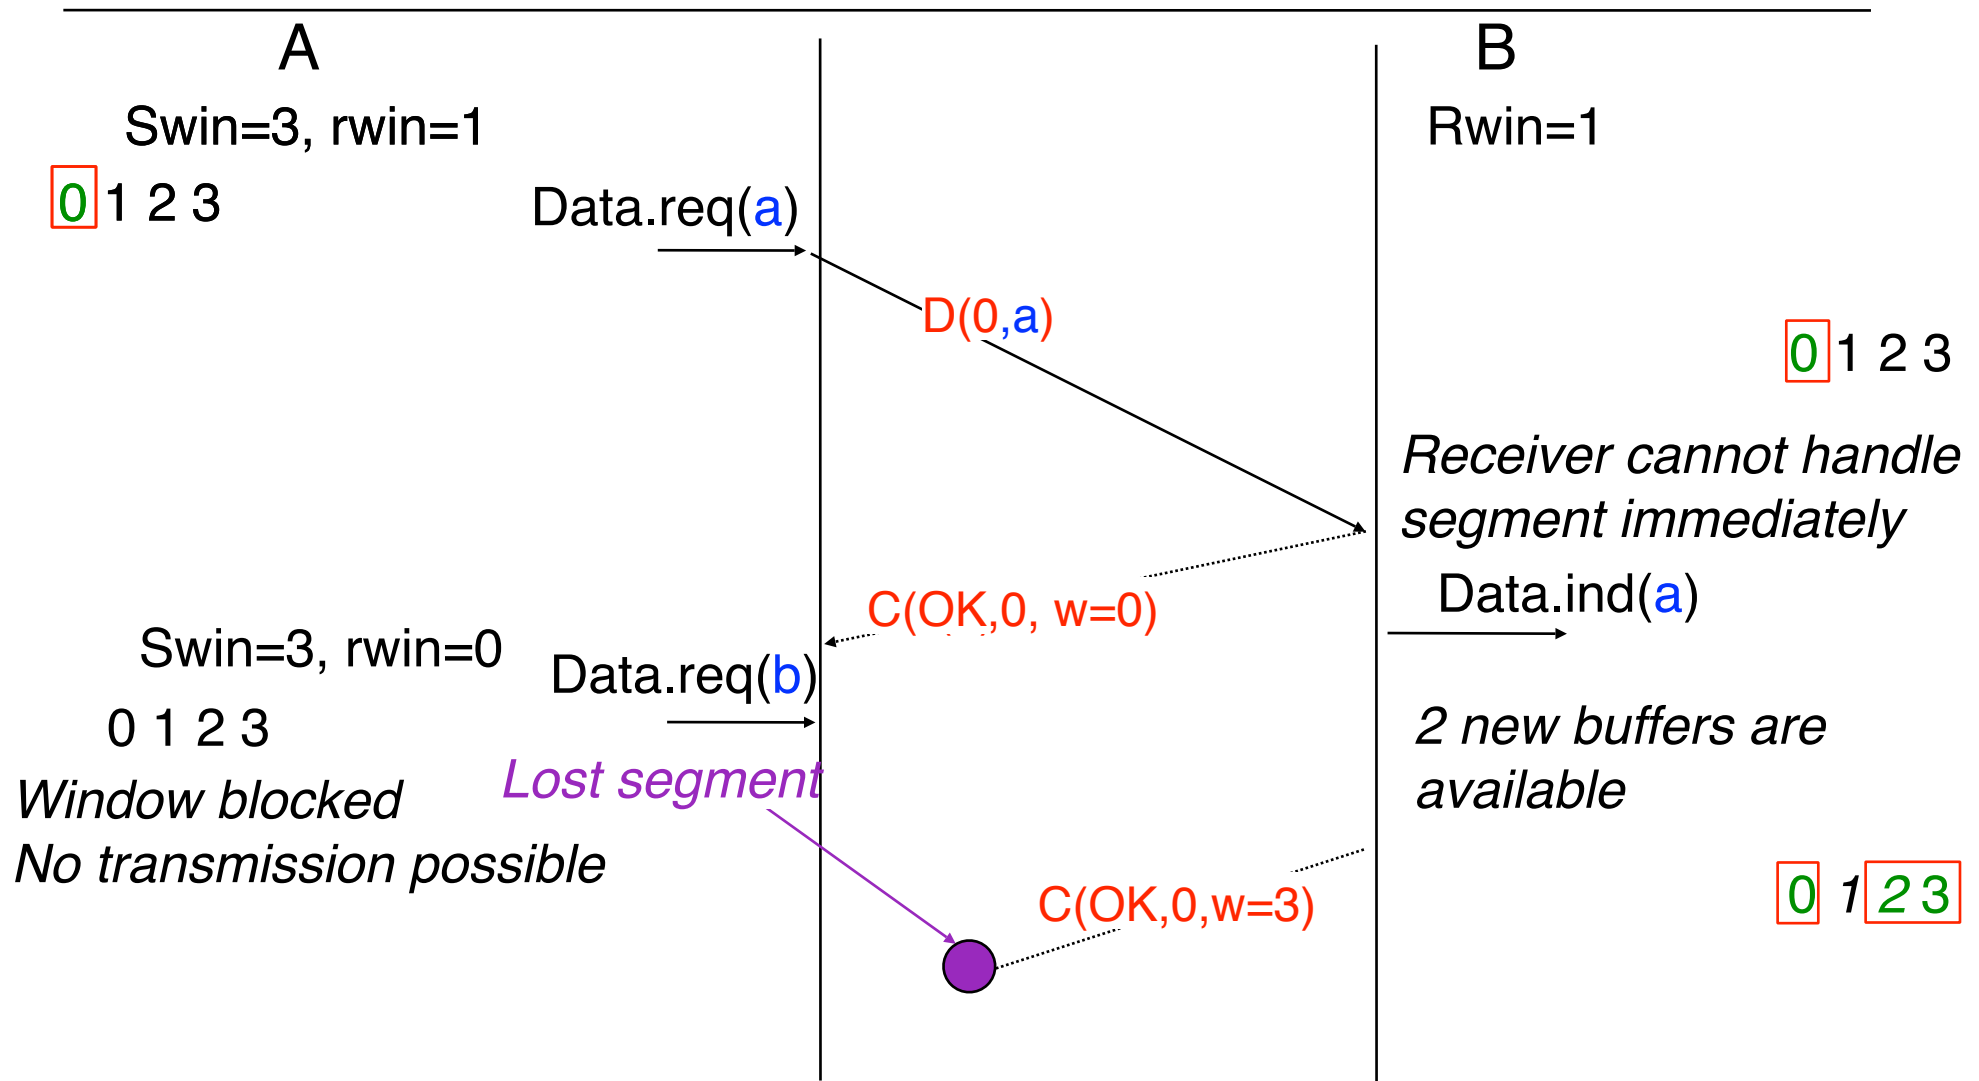 A
B
Swin=3, rwin=1
Rwin=1
0 1 2 3
Data.req(a)
D(0,a)
0 1 2 3
Receiver cannot handle
segment immediately
Data.ind(a)
C(OK,0, w=0)
Swin=3, rwin=0
Data.req(b)
0 1 2 3
Window blocked
No transmission possible
Lost segment
2 new buffers are
available
C(OK,0,w=3)
0 1 2 3